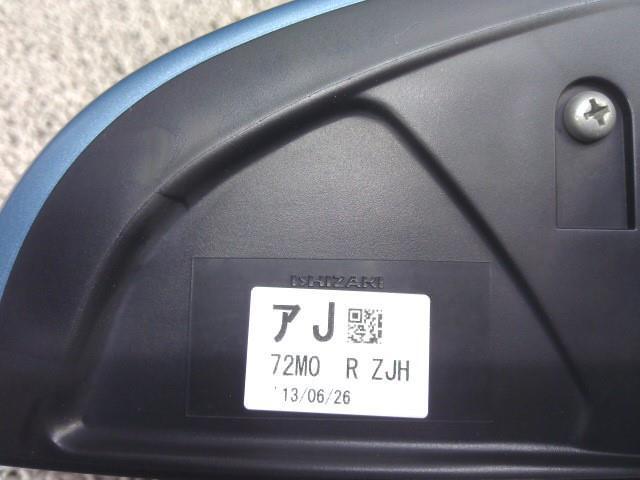 ISHIZAKI
アJ
72M0 R ZJH
'13/06/26